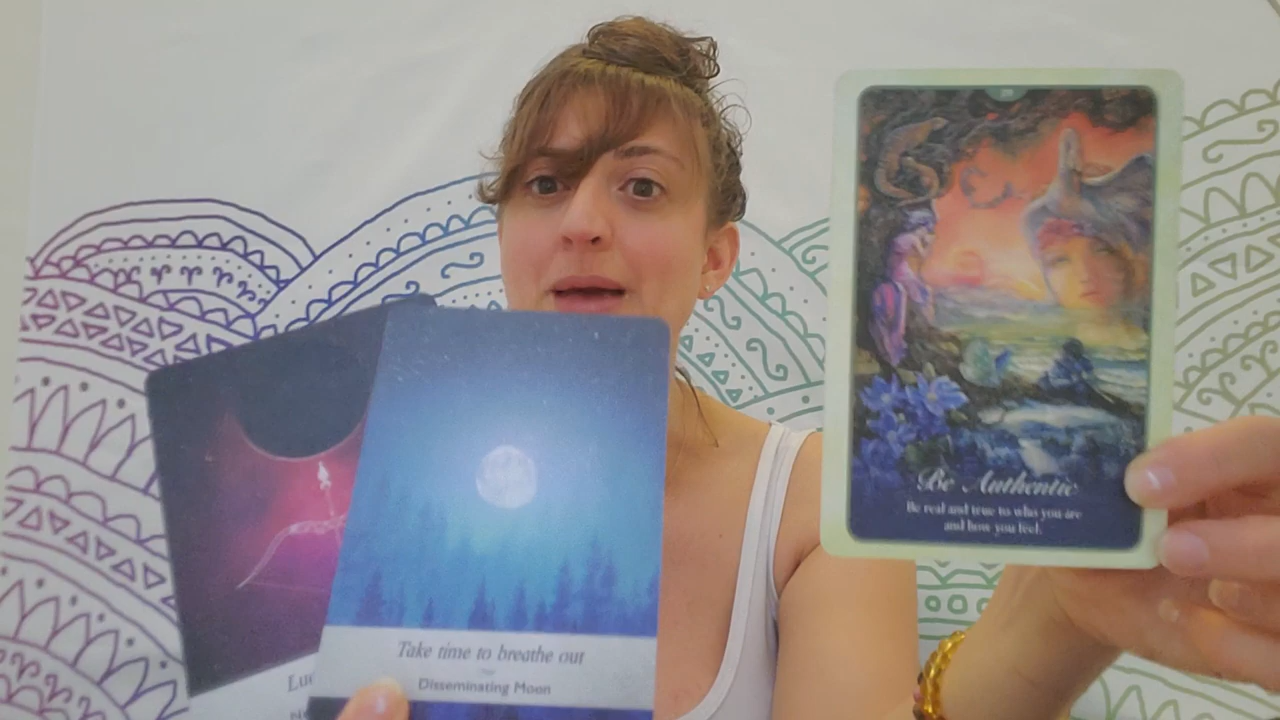 Take time to breathe out
Disseminating Moon
Be Authentic
Be real and true to who you are
and how you feel.